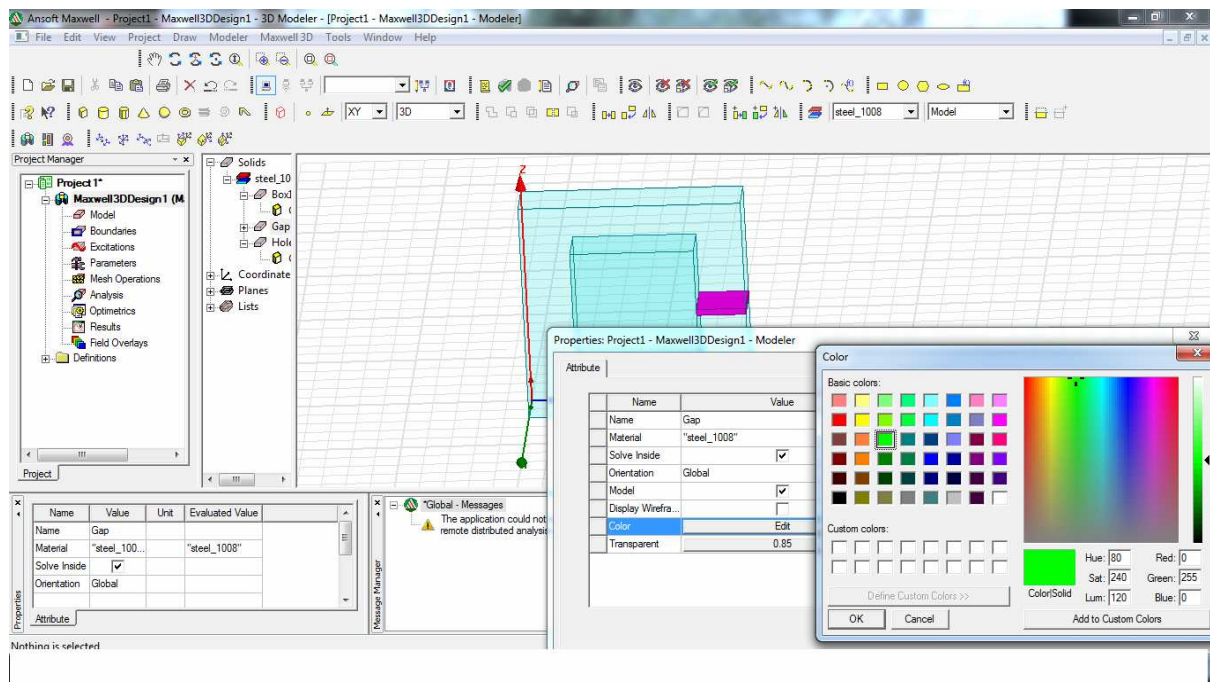 Ansoft Maxwell - Project1 - Maxwell3DDesign1 - 3D Modeler - [Project1 - Maxwell3DDesign1 - Modeler]
File Edit View Project Draw Modeler Maxwell 3D Tools Window Help
XY 3D steel_1008 Model
Project Manager
Project1*
Maxwell3DDesign1 (M
Model
Boundaries
Excitations
Parameters
Mesh Operations
Analysis
Optimetrics
Results
Field Overlays
Definitions
Project
Solids
steel_10
Box1
Gap
Hole
Coordinate
Planes
Lists
Z
Properties: Project1 - Maxwell3DDesign1 - Modeler
Attribute
Name Value
Name Gap
Material "steel_1008"
Solve Inside
Orientation Global
Model
Display Wirefra...
Color Edit
Transparent 0.85
Color
Basic colors:
Custom colors:
Define Custom Colors >>
OK Cancel
Color|Solid
Hue: 80 Red: 0
Sat: 240 Green: 255
Lum: 120 Blue: 0
Add to Custom Colors
Name Value Unit Evaluated Value
Name Gap
Material "steel_100... "steel_1008"
Solve Inside
Orientation Global
Attribute
Properties
*Global - Messages
The application could not
remote distributed analysis
Message Manager
Nothing is selected